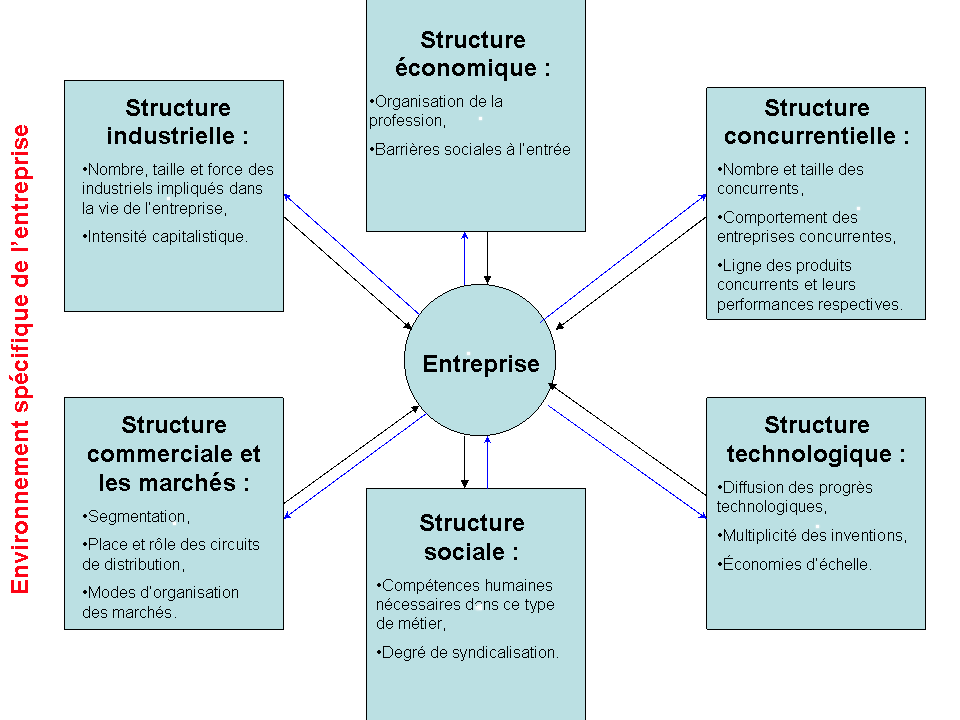 Environnement spécifique de l'entreprise
Structure
économique :
•Organisation de la
profession,
•Barrières sociales à l'entrée
Structure
industrielle :
•Nombre, taille et force des
industriels impliqués dans
la vie de l'entreprise,
•Intensité capitalistique.
Structure
concurrentielle :
•Nombre et taille des
concurrents,
•Comportement des
entreprises concurrentes,
•Ligne des produits
concurrents et leurs
performances respectives.
Entreprise
Structure
commerciale et
les marchés :
•Segmentation,
•Place et rôle des circuits
de distribution,
•Modes d'organisation
des marchés.
Structure
sociale :
•Compétences humaines
nécessaires dans ce type
de métier,
•Degré de syndicalisation.
Structure
technologique :
•Diffusion des progrès
technologiques,
•Multiplicité des inventions,
•Économies d'échelle.